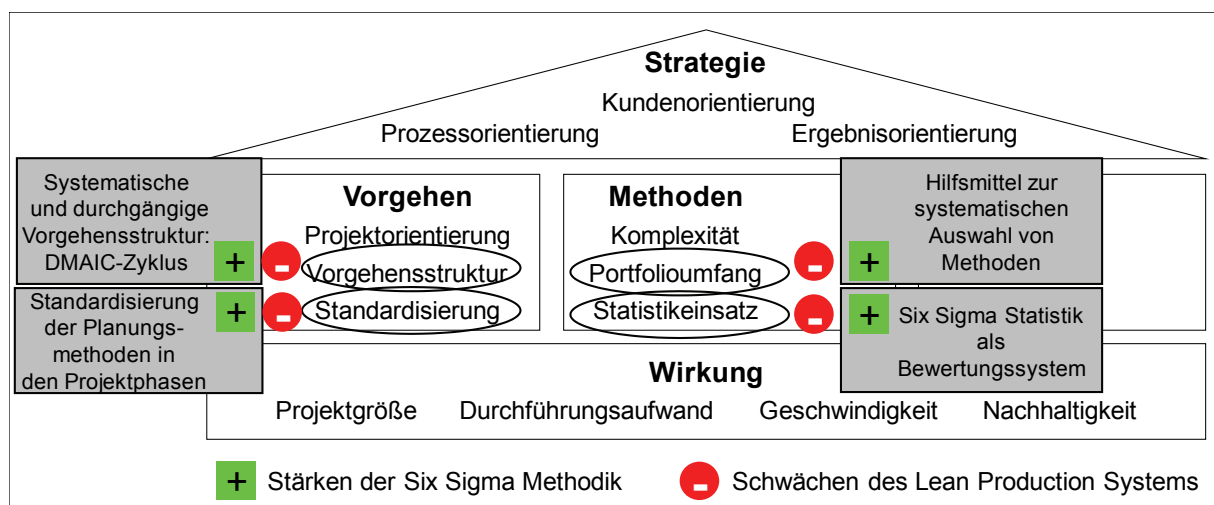 Strategie
Kundenorientierung
Prozessorientierung
Ergebnisorientierung
Systematische
und durchgängige
Vorgehensstruktur:
DMAIC-Zyklus
+
-
Standardisierung
der Planungs-
methoden in
den Projektphasen
+
-
Vorgehen
Projektorientierung
Vorgehensstruktur
Standardisierung
Methoden
Komplexität
Portfolioumfang
Statistikeinsatz
-
+
Hilfsmittel zur
systematischen
Auswahl von
Methoden
-
+
Six Sigma Statistik
als
Bewertungssystem
Wirkung
Projektgröße Durchführungsaufwand Geschwindigkeit Nachhaltigkeit
+ Stärken der Six Sigma Methodik
- Schwächen des Lean Production Systems